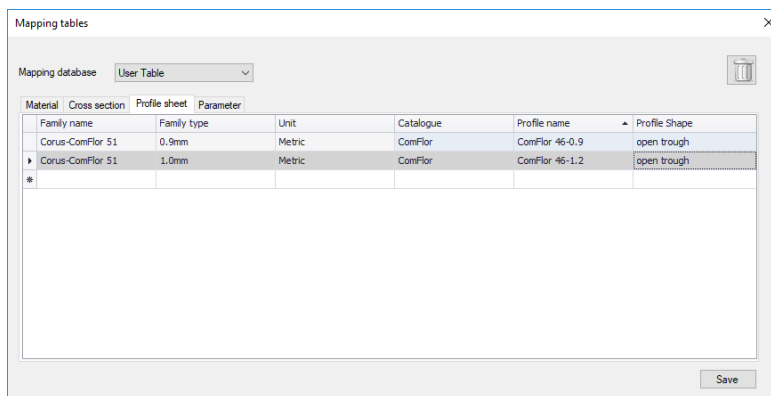 Mapping tables
Mapping database User Table
Material Cross section Profile sheet Parameter
Family name Family type Unit Catalogue Profile name Profile Shape
Corus-ComFlor 51 0.9mm Metric ComFlor ComFlor 46-0.9 open trough
Corus-ComFlor 51 1.0mm Metric ComFlor ComFlor 46-1.2 open trough
Save